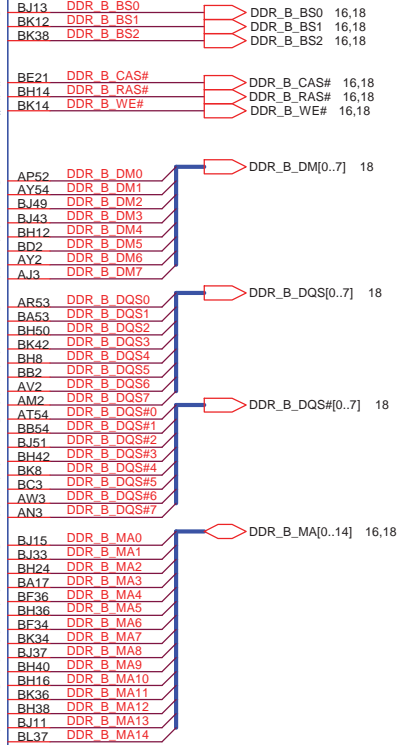 BJ13 DDR_B_BS0 DDR_B_BS0 16,18
BK12 DDR_B_BS1 DDR_B_BS1 16,18
BK38 DDR_B_BS2 DDR_B_BS2 16,18
BE21 DDR_B_CAS# DDR_B_CAS# 16,18
BH14 DDR_B_RAS# DDR_B_RAS# 16,18
BK14 DDR_B_WE# DDR_B_WE# 16,18
DDR_B_DM[0..7] 18
AP52 DDR_B_DM0
AY54 DDR_B_DM1
BJ49 DDR_B_DM2
BJ43 DDR_B_DM3
BH12 DDR_B_DM4
BD2 DDR_B_DM5
AY2 DDR_B_DM6
AJ3 DDR_B_DM7
DDR_B_DQS[0..7] 18
AR53 DDR_B_DQS0
BA53 DDR_B_DQS1
BH50 DDR_B_DQS2
BK42 DDR_B_DQS3
BH8 DDR_B_DQS4
BB2 DDR_B_DQS5
AV2 DDR_B_DQS6
AM2 DDR_B_DQS7
DDR_B_DQS#[0..7] 18
AT54 DDR_B_DQS#0
BB54 DDR_B_DQS#1
BJ51 DDR_B_DQS#2
BH42 DDR_B_DQS#3
BK8 DDR_B_DQS#4
BC3 DDR_B_DQS#5
AW3 DDR_B_DQS#6
AN3 DDR_B_DQS#7
DDR_B_MA[0..14] 16,18
BJ15 DDR_B_MA0
BJ33 DDR_B_MA1
BH24 DDR_B_MA2
BA17 DDR_B_MA3
BF36 DDR_B_MA4
BH36 DDR_B_MA5
BF34 DDR_B_MA6
BK34 DDR_B_MA7
BJ37 DDR_B_MA8
BH40 DDR_B_MA9
BH16 DDR_B_MA10
BK36 DDR_B_MA11
BH38 DDR_B_MA12
BJ11 DDR_B_MA13
BL37 DDR_B_MA14